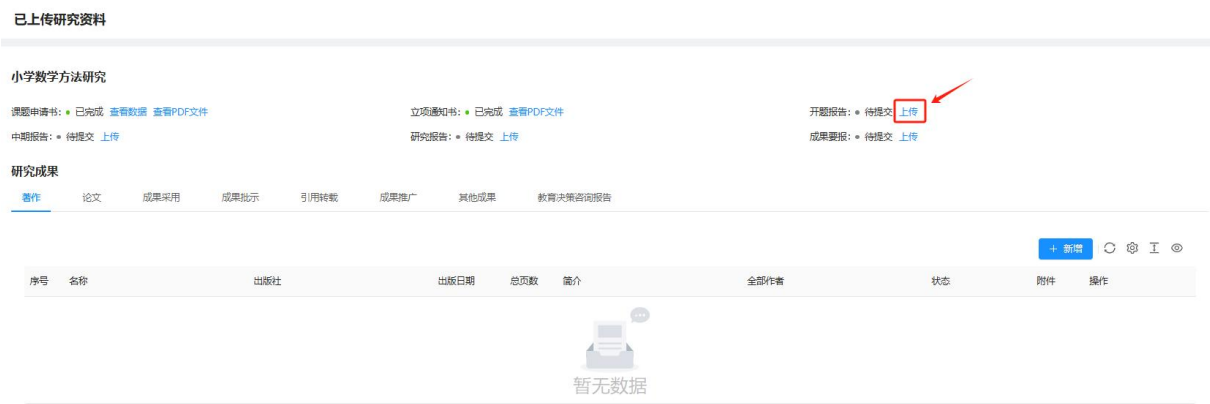 已上传研究资料
小学数学方法研究
课题申请书: 已完成 查看数据 查看PDF文件 立项通知书: 已完成 查看PDF文件 开题报告: 待提交 上传
中期报告: 待提交 上传 研究报告: 待提交 上传 成果要报: 待提交 上传
研究成果
著作 论文 成果采用 成果批示 引用转载 成果推广 其他成果 教育决策咨询报告
+ 新增
序号 名称 出版社 出版日期 总页数 简介 全部作者 状态 附件 操作
暂无数据